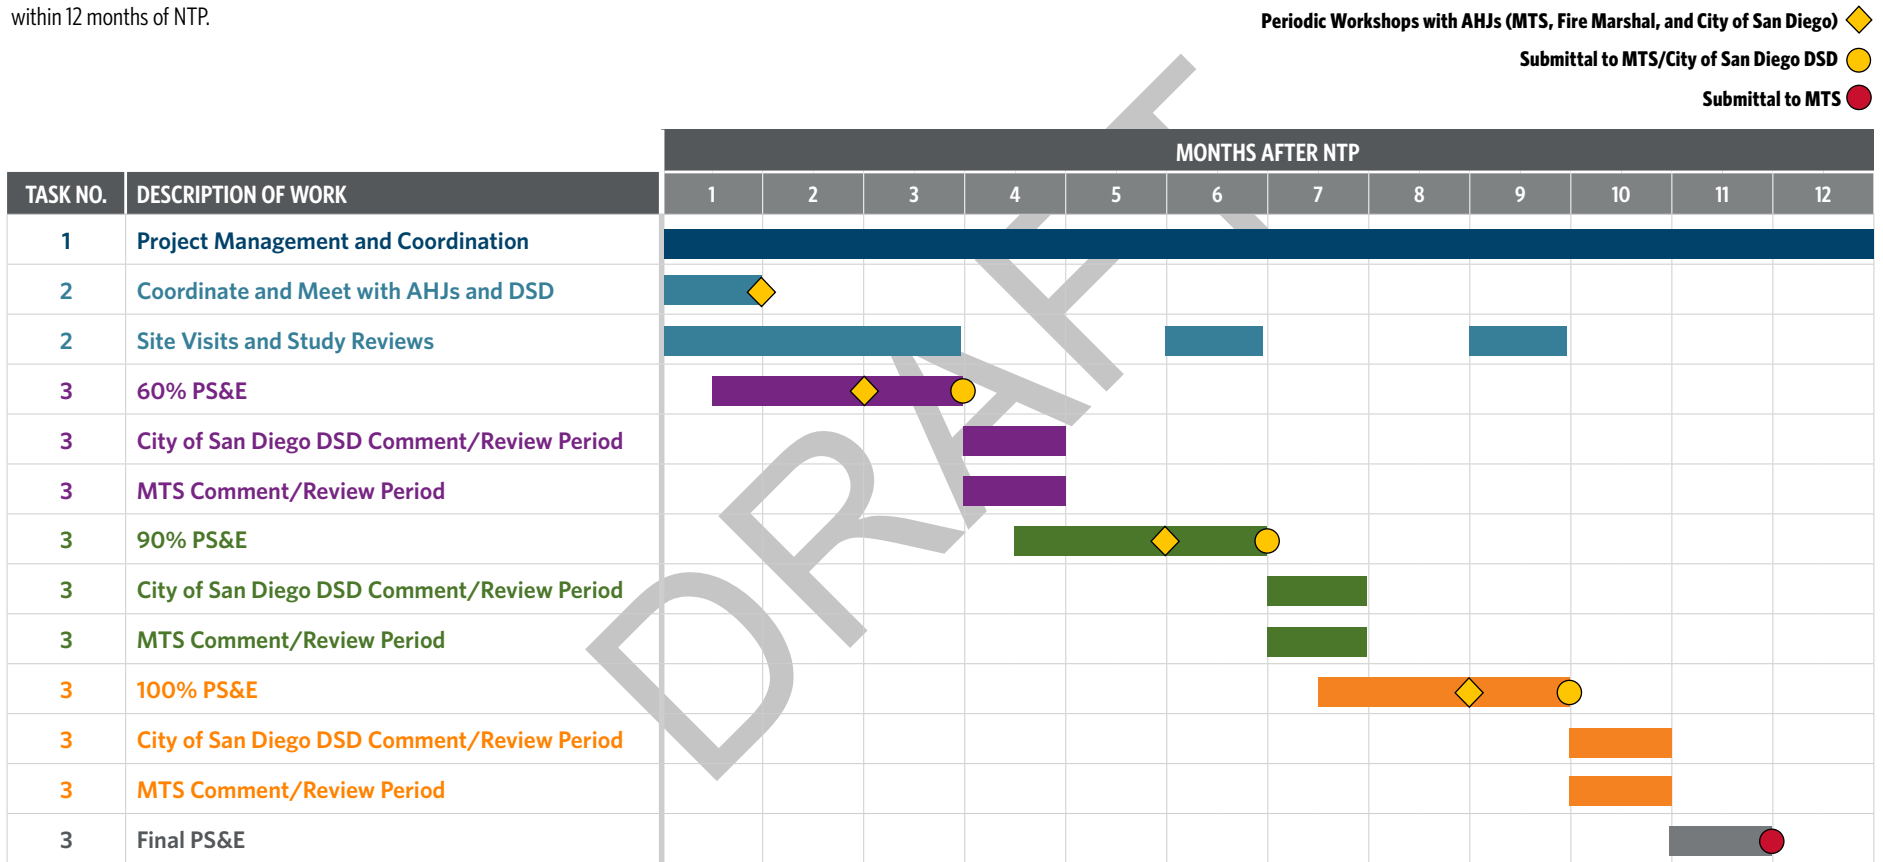 within 12 months of NTP.
Periodic Workshops with AHJs (MTS, Fire Marshal, and City of San Diego)
Submittal to MTS/City of San Diego DSD
Submittal to MTS
MONTHS AFTER NTP
TASK NO. DESCRIPTION OF WORK 1 2 3 4 5 6 7 8 9 10 11 12
1 Project Management and Coordination
2 Coordinate and Meet with AHJs and DSD
2 Site Visits and Study Reviews
3 60% PS&E
3 City of San Diego DSD Comment/Review Period
3 MTS Comment/Review Period
3 90% PS&E
3 City of San Diego DSD Comment/Review Period
3 MTS Comment/Review Period
3 100% PS&E
3 City of San Diego DSD Comment/Review Period
3 MTS Comment/Review Period
3 Final PS&E
DRAFT